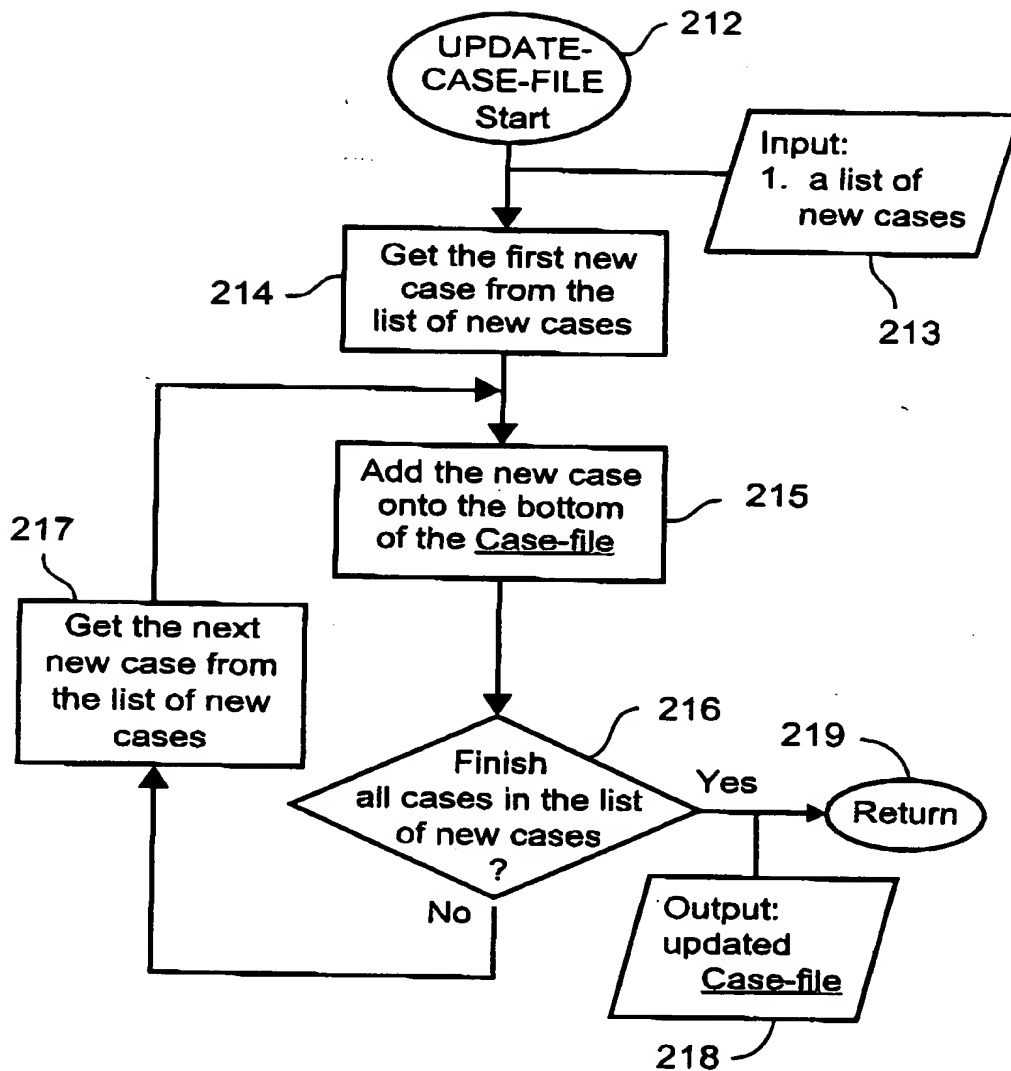 212
UPDATE-
CASE-FILE
Start
Input:
1. a list of
new cases
213
Get the first new
case from the
list of new cases
214
Add the new case
onto the bottom
of the Case-file
215
217
Get the next
new case from
the list of new
cases
216
Finish
all cases in the list
of new cases
?
Yes
No
219
Return
Output:
updated
Case-file
218